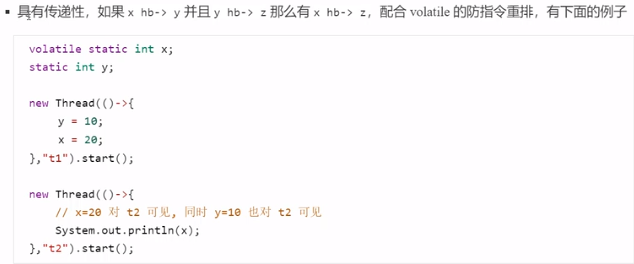 ▪ 具有传递性，如果 x hb-> y 并且 y hb-> z 那么有 x hb-> z，配合 volatile 的防指令重排，有下面的例子
volatile static int x;
static int y;
new Thread(()->{
y = 10;
x = 20;
},"t1").start();
new Thread(()->{
// x=20 对 t2 可见, 同时 y=10 也对 t2 可见
System.out.println(x);
},"t2").start();